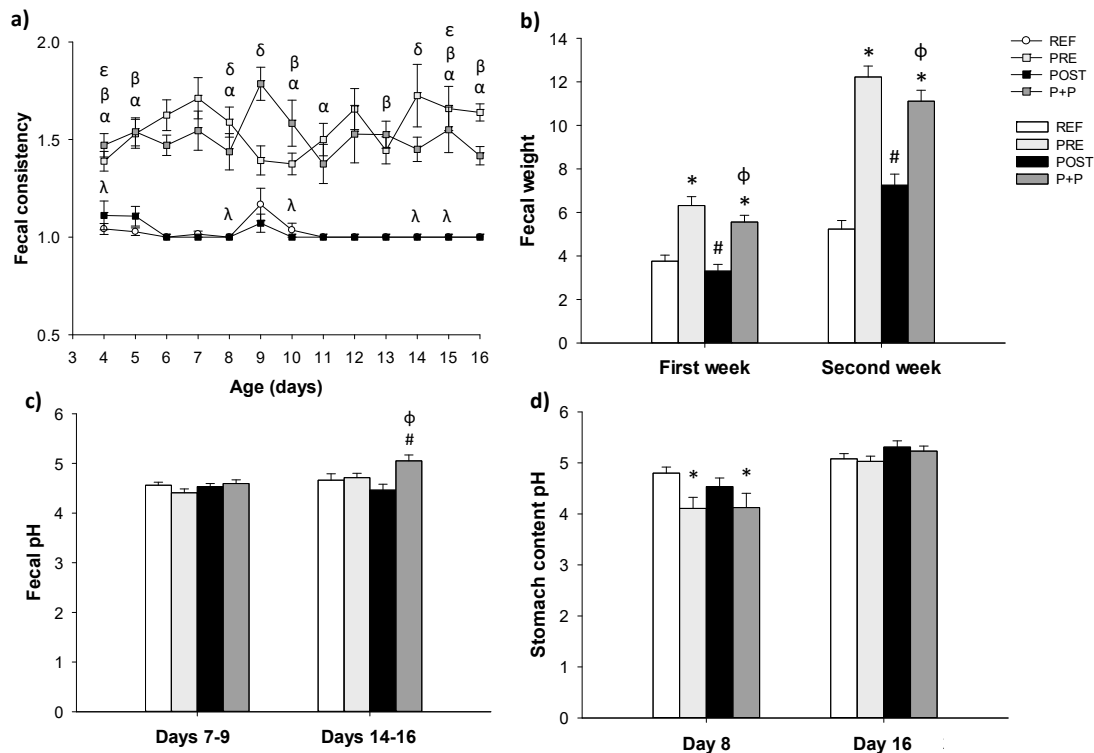 a)
2.0
1.5
1.0
0.5
Fecal consistency
ε
β
α
λ
β
α
δ
α
λ
δ
β
α
λ
α
β
δ
λ
ε
β
α
λ
β
α
3 4 5 6 7 8 9 10 11 12 13 14 15 16
Age (days)
b)
14
12
10
8
6
4
2
0
Fecal weight
*
#
ϕ
*
*
#
ϕ
*
First week Second week
REF
PRE
POST
P+P
REF
PRE
POST
P+P
c)
6
5
4
3
2
1
0
Fecal pH
ϕ
#
Days 7-9 Days 14-16
d)
6
5
4
3
2
1
0
Stomach content pH
*
*
Day 8 Day 16